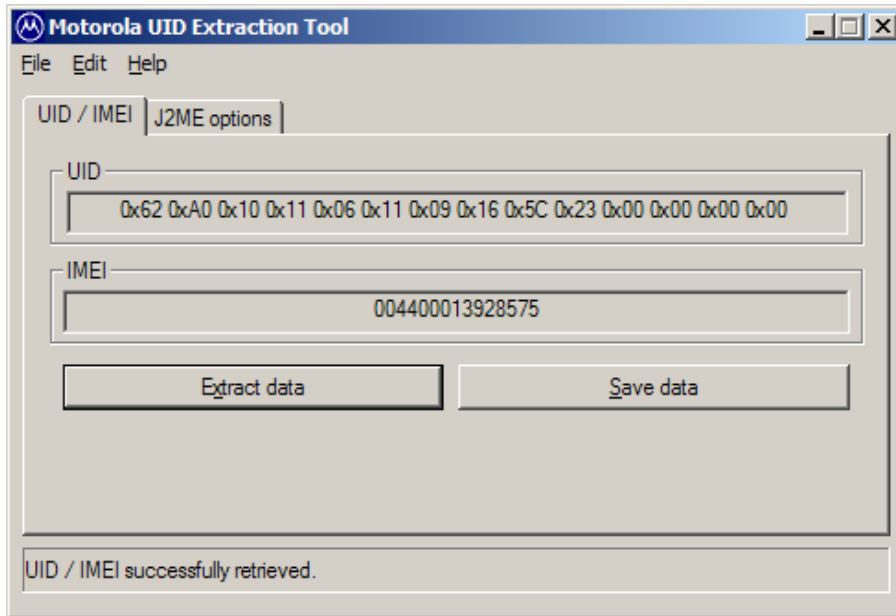 Motorola UID Extraction Tool
File Edit Help
UID / IMEI J2ME options
UID
0x62 0xA0 0x10 0x11 0x06 0x11 0x09 0x16 0x5C 0x23 0x00 0x00 0x00 0x00
IMEI
004400013928575
Extract data Save data
UID / IMEI successfully retrieved.